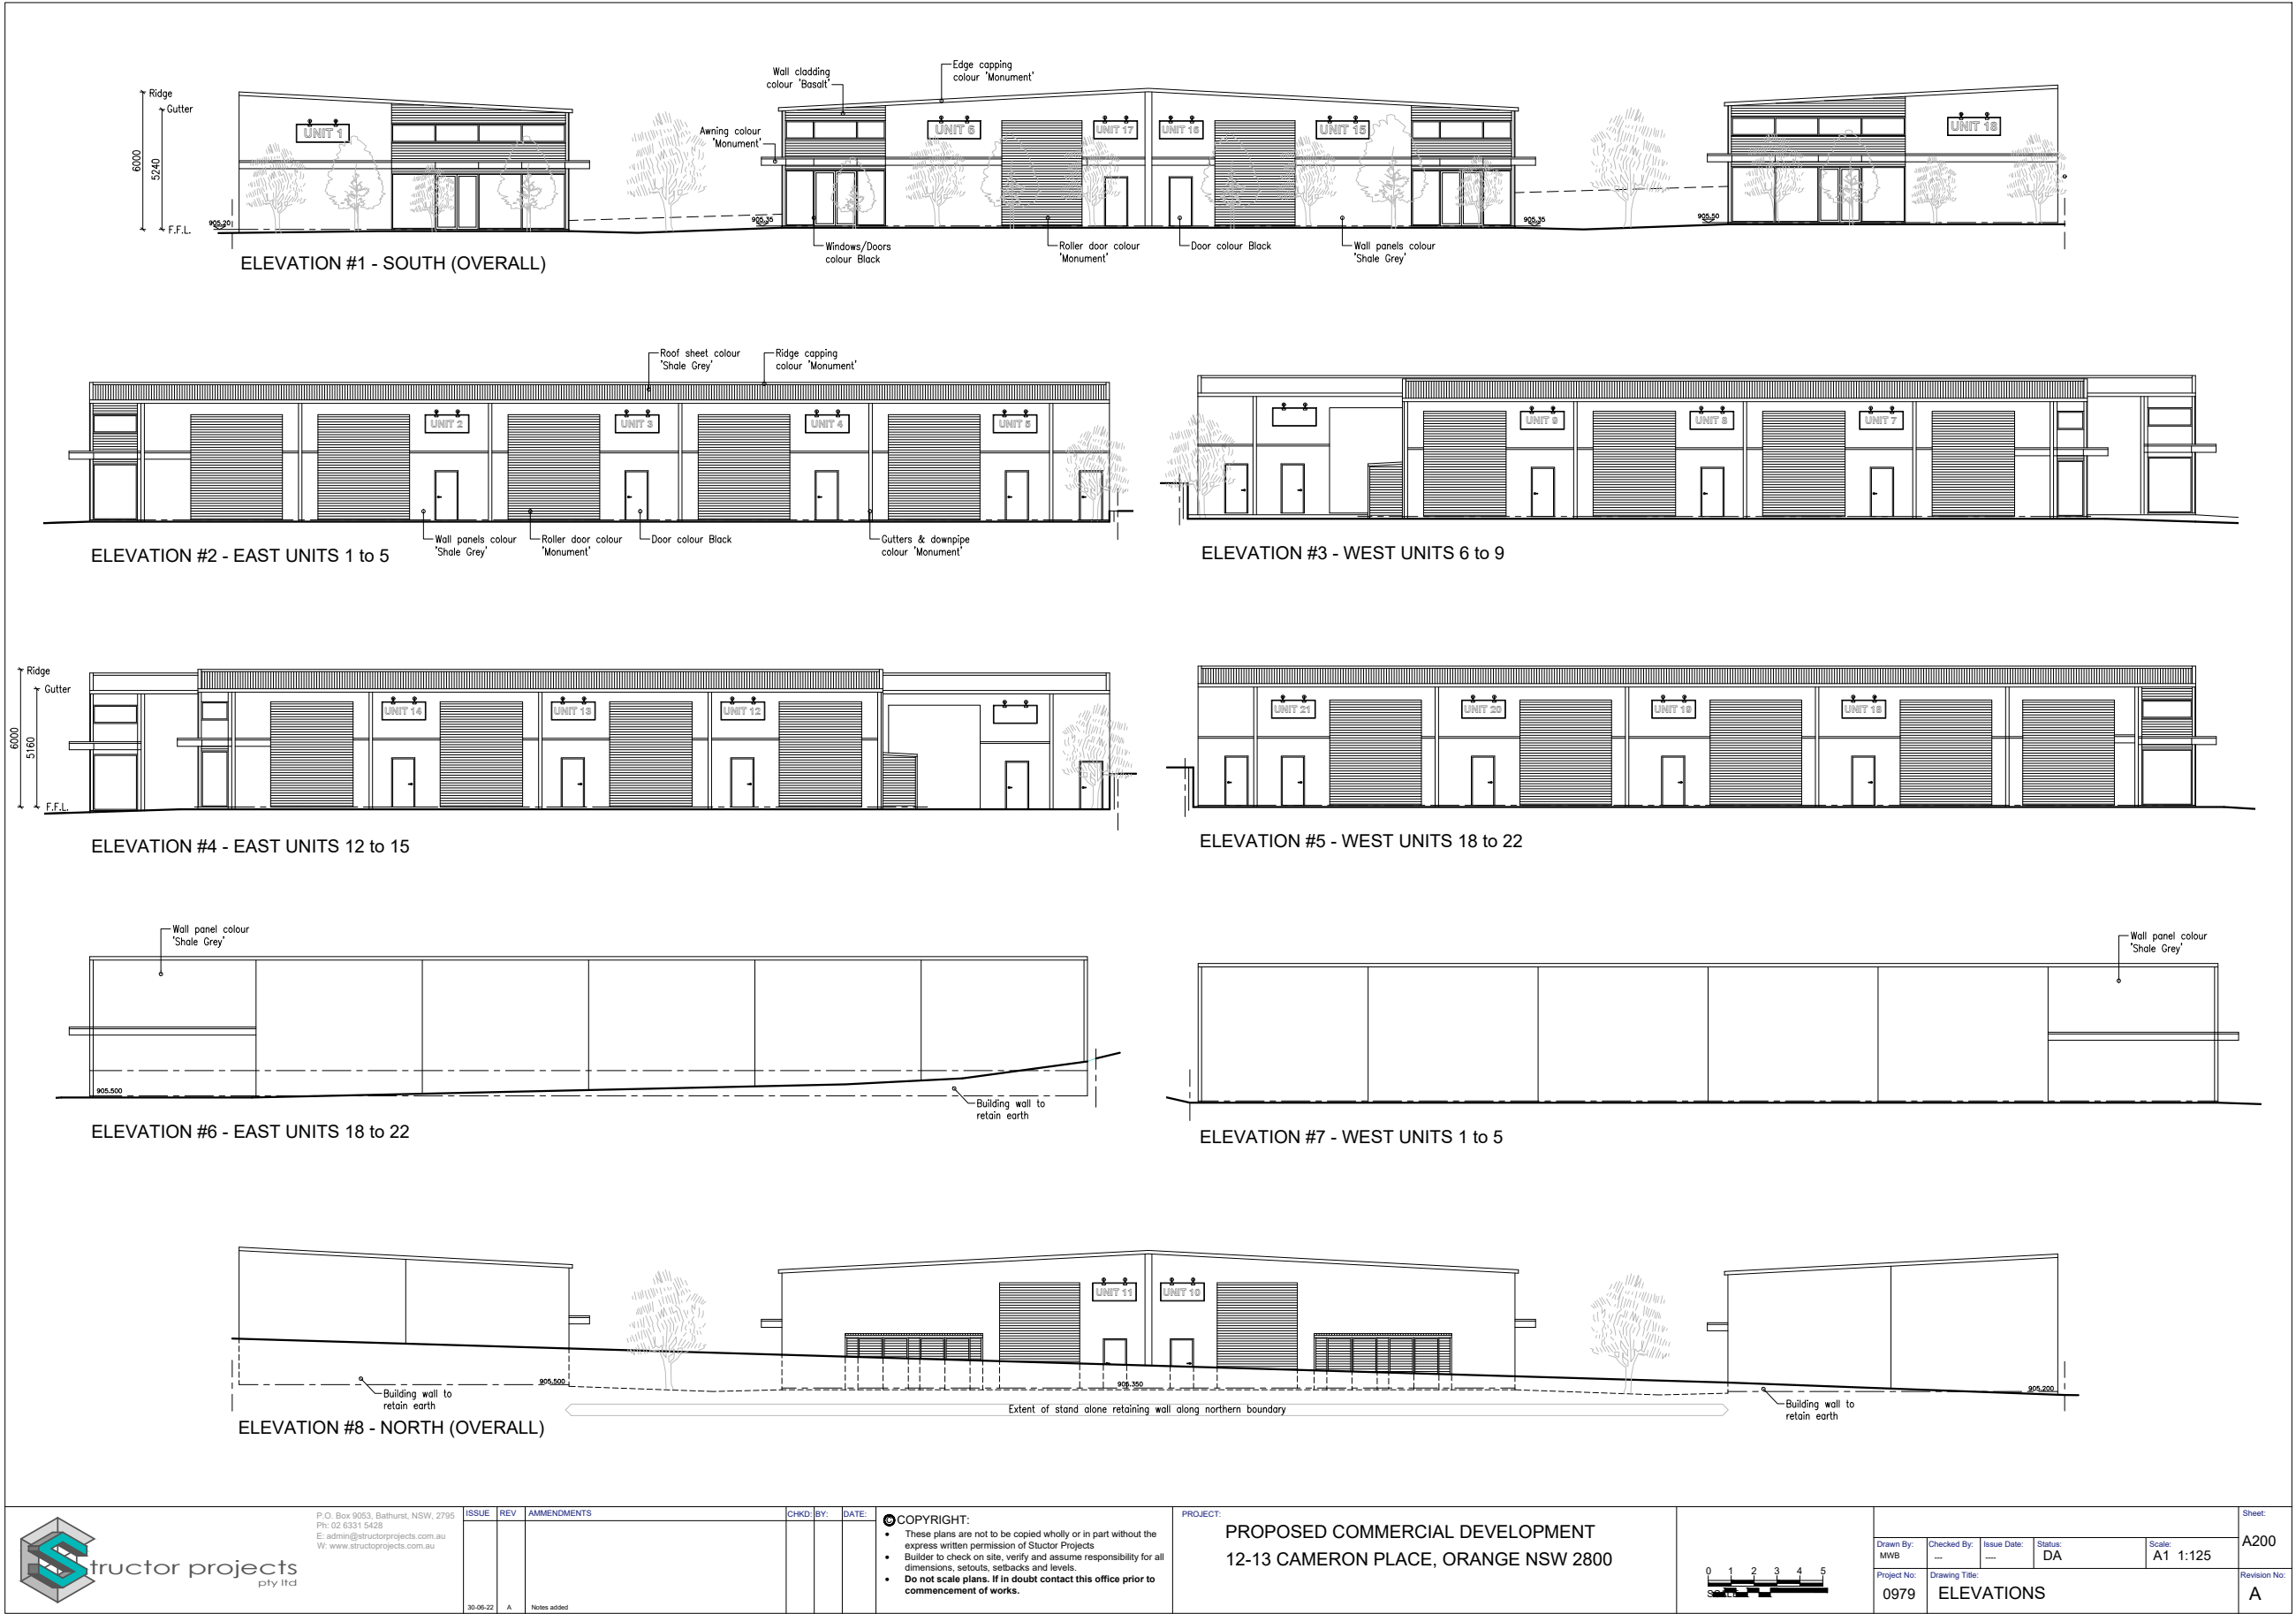 Wall cladding
colour 'Basalt'
Edge capping
colour 'Monument'
Ridge
Gutter
6000
5240
F.F.L.
905.20
UNIT 1
Awning colour
'Monument'
UNIT 6
UNIT 17
UNIT 16
UNIT 15
UNIT 18
905.35
905.35
905.50
Windows/Doors
colour Black
Roller door colour
'Monument'
Door colour Black
Wall panels colour
'Shale Grey'
ELEVATION #1 - SOUTH (OVERALL)
Roof sheet colour
'Shale Grey'
Ridge capping
colour 'Monument'
UNIT 2
UNIT 3
UNIT 4
UNIT 5
Wall panels colour
'Shale Grey'
Roller door colour
'Monument'
Door colour Black
Gutters & downpipe
colour 'Monument'
ELEVATION #2 - EAST UNITS 1 to 5
UNIT 9
UNIT 8
UNIT 7
ELEVATION #3 - WEST UNITS 6 to 9
Ridge
Gutter
6000
5160
F.F.L.
UNIT 14
UNIT 13
UNIT 12
ELEVATION #4 - EAST UNITS 12 to 15
UNIT 21
UNIT 20
UNIT 19
UNIT 18
ELEVATION #5 - WEST UNITS 18 to 22
Wall panel colour
'Shale Grey'
905.500
Building wall to
retain earth
ELEVATION #6 - EAST UNITS 18 to 22
Wall panel colour
'Shale Grey'
ELEVATION #7 - WEST UNITS 1 to 5
UNIT 11
UNIT 10
905.500
905.350
905.200
Building wall to
retain earth
Extent of stand alone retaining wall along northern boundary
Building wall to
retain earth
ELEVATION #8 - NORTH (OVERALL)
Structor projects
pty ltd
P.O. Box 9053, Bathurst, NSW, 2795
Ph: 02 6331 5428
E: admin@structorprojects.com.au
W: www.structoprojects.com.au
ISSUE REV AMMENDMENTS CHKD: BY: DATE:
30-06-22 A Notes added
© COPYRIGHT:
• These plans are not to be copied wholly or in part without the
express written permission of Stuctor Projects
• Builder to check on site, verify and assume responsibility for all
dimensions, setouts, setbacks and levels.
• Do not scale plans. If in doubt contact this office prior to
commencement of works.
PROJECT:
PROPOSED COMMERCIAL DEVELOPMENT
12-13 CAMERON PLACE, ORANGE NSW 2800
0 1 2 3 4 5
Drawn By: MWB
Checked By: ---
Issue Date: ----
Status: DA
Scale: A1 1:125
Sheet: A200
Project No: 0979
Drawing Title: ELEVATIONS
Revision No: A